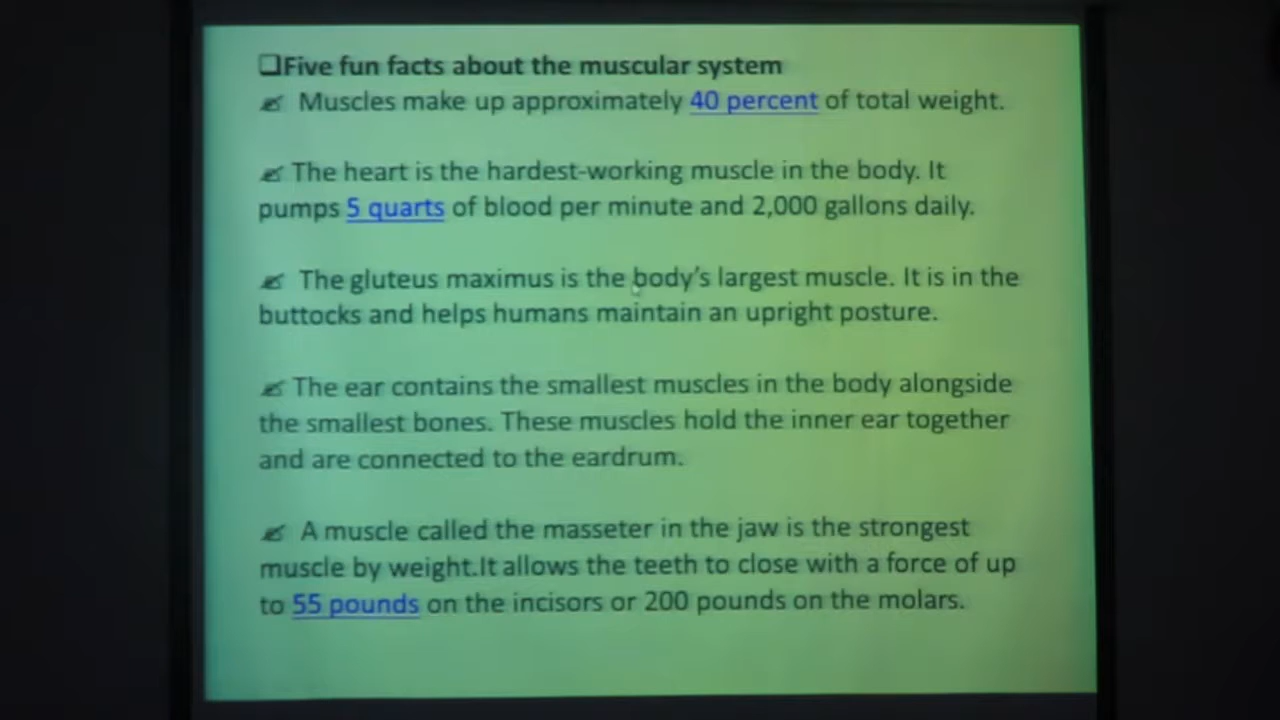 ❑Five fun facts about the muscular system
✍ Muscles make up approximately 40 percent of total weight.
✍ The heart is the hardest-working muscle in the body. It
pumps 5 quarts of blood per minute and 2,000 gallons daily.
✍ The gluteus maximus is the body's largest muscle. It is in the
buttocks and helps humans maintain an upright posture.
✍ The ear contains the smallest muscles in the body alongside
the smallest bones. These muscles hold the inner ear together
and are connected to the eardrum.
✍ A muscle called the masseter in the jaw is the strongest
muscle by weight.It allows the teeth to close with a force of up
to 55 pounds on the incisors or 200 pounds on the molars.